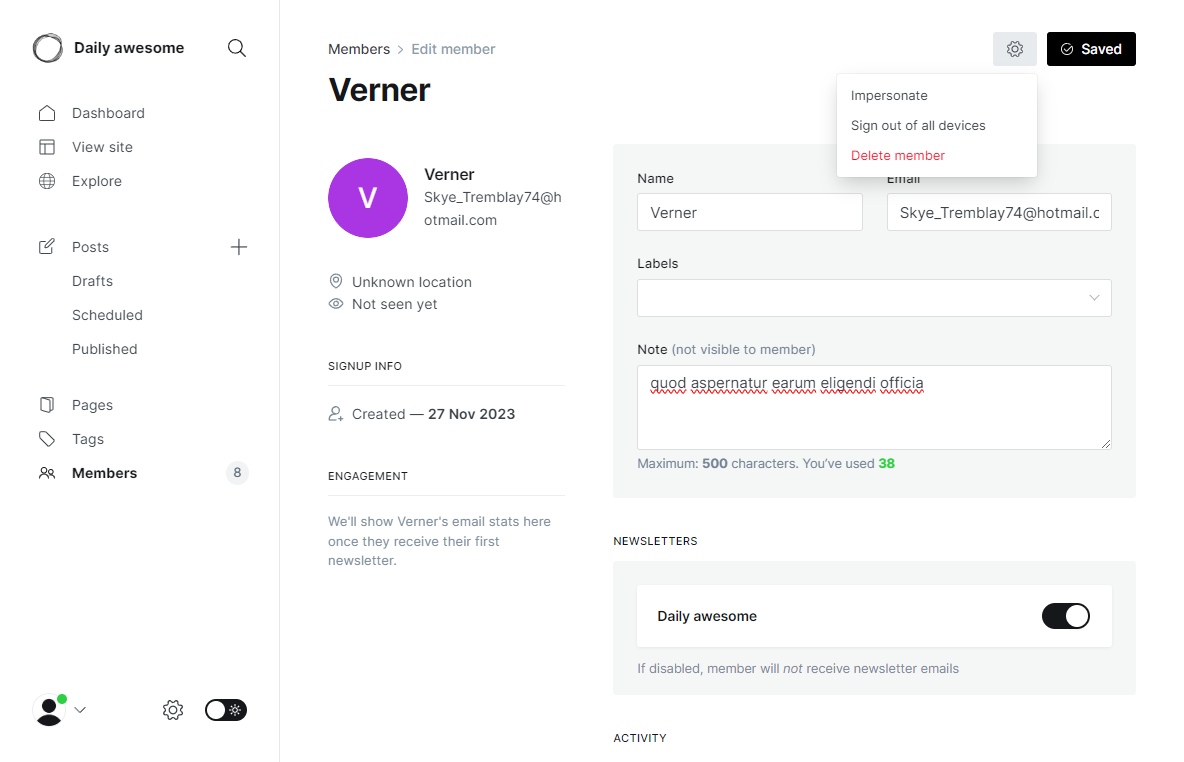 Daily awesome
Dashboard
View site
Explore
Posts
Drafts
Scheduled
Published
Pages
Tags
Members 8
Members > Edit member
Saved
Verner
Impersonate
Sign out of all devices
Delete member
V
Verner
Skye_Tremblay74@h
otmail.com
Unknown location
Not seen yet
SIGNUP INFO
Created — 27 Nov 2023
ENGAGEMENT
We'll show Verner's email stats here
once they receive their first
newsletter.
Name
Email
Verner
Skye_Tremblay74@hotmail.c
Labels
Note (not visible to member)
quod aspernatur earum eligendi officia
Maximum: 500 characters. You've used 38
NEWSLETTERS
Daily awesome
If disabled, member will not receive newsletter emails
ACTIVITY